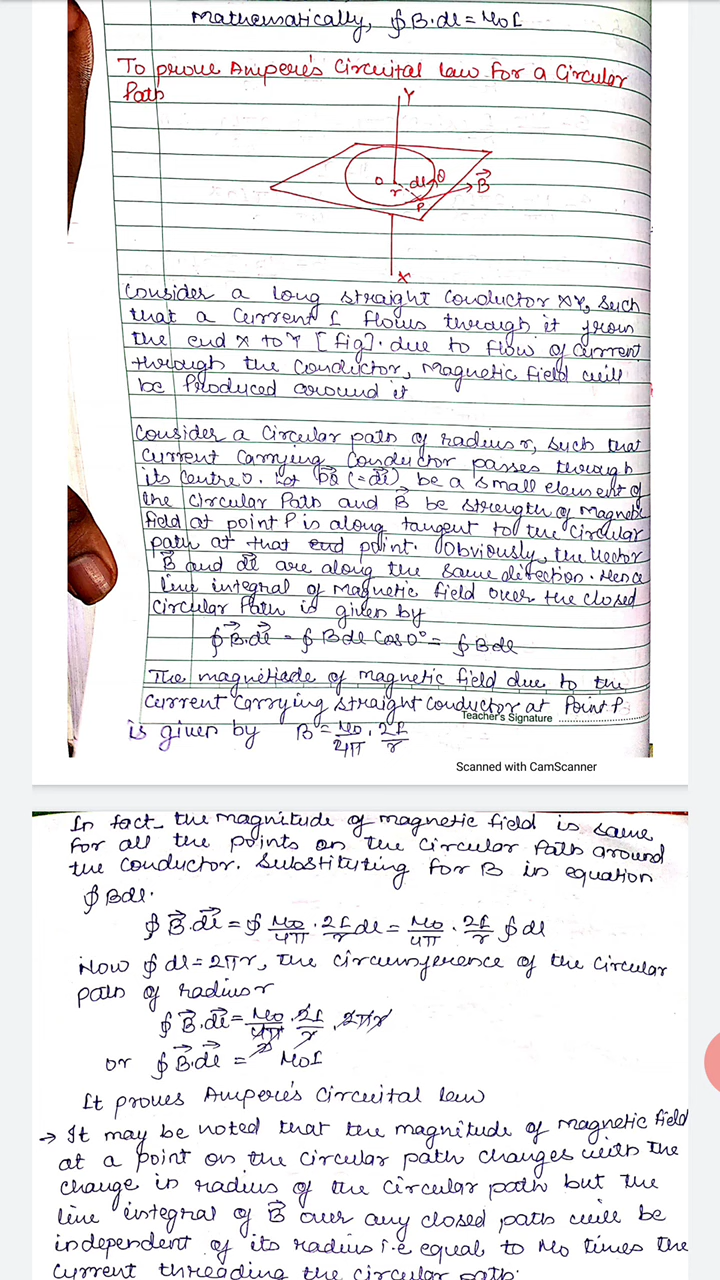 Mathematically, ∮B.dl = μ₀I
To prove Ampere's Circuital law for a Circular
Path
Y
O dl Q
r P B⃗
X
Consider a long straight conductor XY, such
that a current I flows through it from
the end X to Y [fig]. due to flow of current
through the conductor, magnetic field will
be Produced around it
Consider a circular path of radius r, such that
current carrying conductor passes through
its centre O. Let PQ⃗ (=dl⃗) be a small element of
the circular Path and B⃗ be strength of magnetic
field at point P is along tangent to the circular
path at that end point. Obviously, the vector
B⃗ and dl⃗ are along the same direction. Hence
line integral of magnetic field over the closed
circular Path is given by
∮B⃗.dl⃗ = ∮Bdl Cos0° = ∮Bdl
The magnetiade of magnetic field due to the
current carrying straight conductor at Point P
Teacher's Signature ..............................
is given by B = μ₀/4π . 2I/r
Scanned with CamScanner
In fact the magnitude of magnetic field is same
for all the points on the circular Path around
the conductor. Substituting for B in equation
∮Bdl.
∮B⃗.dl⃗ = ∮ μ₀/4π . 2I/r dl = μ₀/4π . 2I/r ∮dl
Now ∮dl = 2πr, the circumference of the circular
path of radius r
∮B⃗.dl⃗ = μ₀/4π . 2I/r . 2πr
or ∮B⃗.dl⃗ = μ₀I
It proves Ampere's Circuital law
→ It may be noted that the magnitude of magnetic field
at a point on the circular path changes with the
change in radius of the circular path but the
line integral of B⃗ over any closed path will be
independent of its radius i.e equal to μ₀ times the
current threading the circular path.